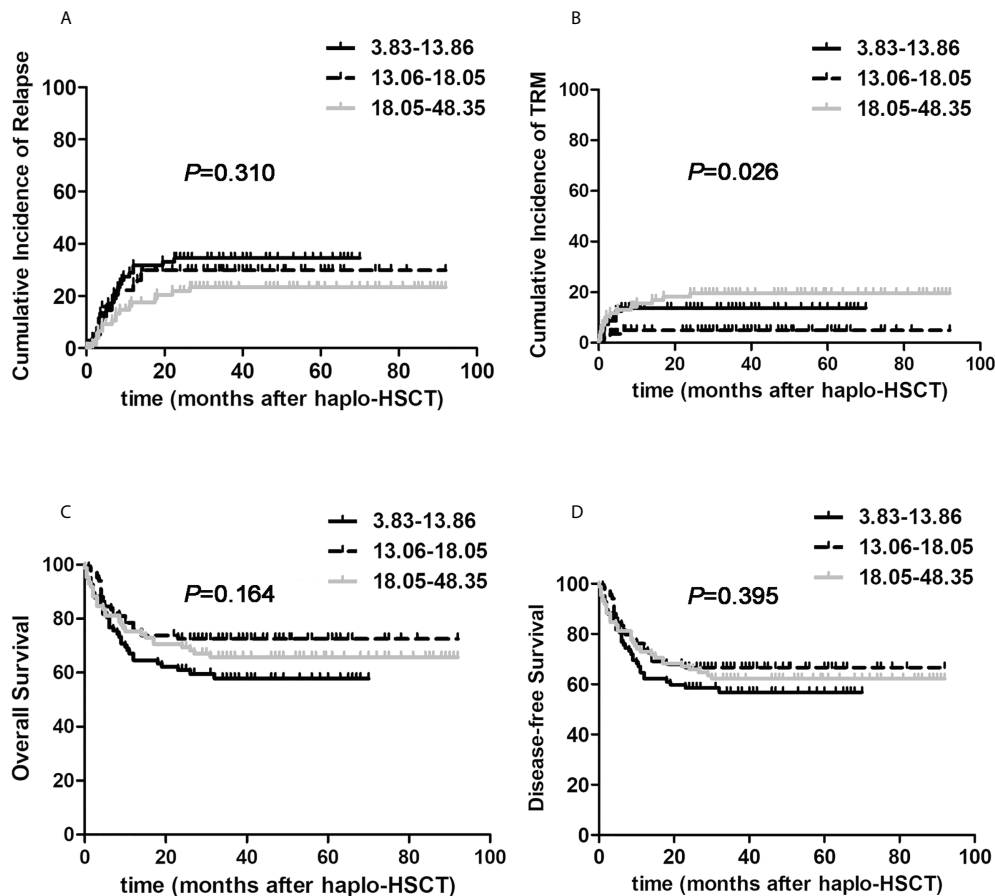 A
3.83-13.86
13.06-18.05
18.05-48.35
Cumulative Incidence of Relapse
100
80
60
40
20
0
P=0.310
0 20 40 60 80 100
time (months after haplo-HSCT)
B
3.83-13.86
13.06-18.05
18.05-48.35
Cumulative Incidence of TRM
100
80
60
40
20
0
P=0.026
0 20 40 60 80 100
time (months after haplo-HSCT)
C
3.83-13.86
13.06-18.05
18.05-48.35
Overall Survival
100
80
60
40
20
0
P=0.164
0 20 40 60 80 100
time (months after haplo-HSCT)
D
3.83-13.86
13.06-18.05
18.05-48.35
Disease-free Survival
100
80
60
40
20
0
P=0.395
0 20 40 60 80 100
time (months after haplo-HSCT)